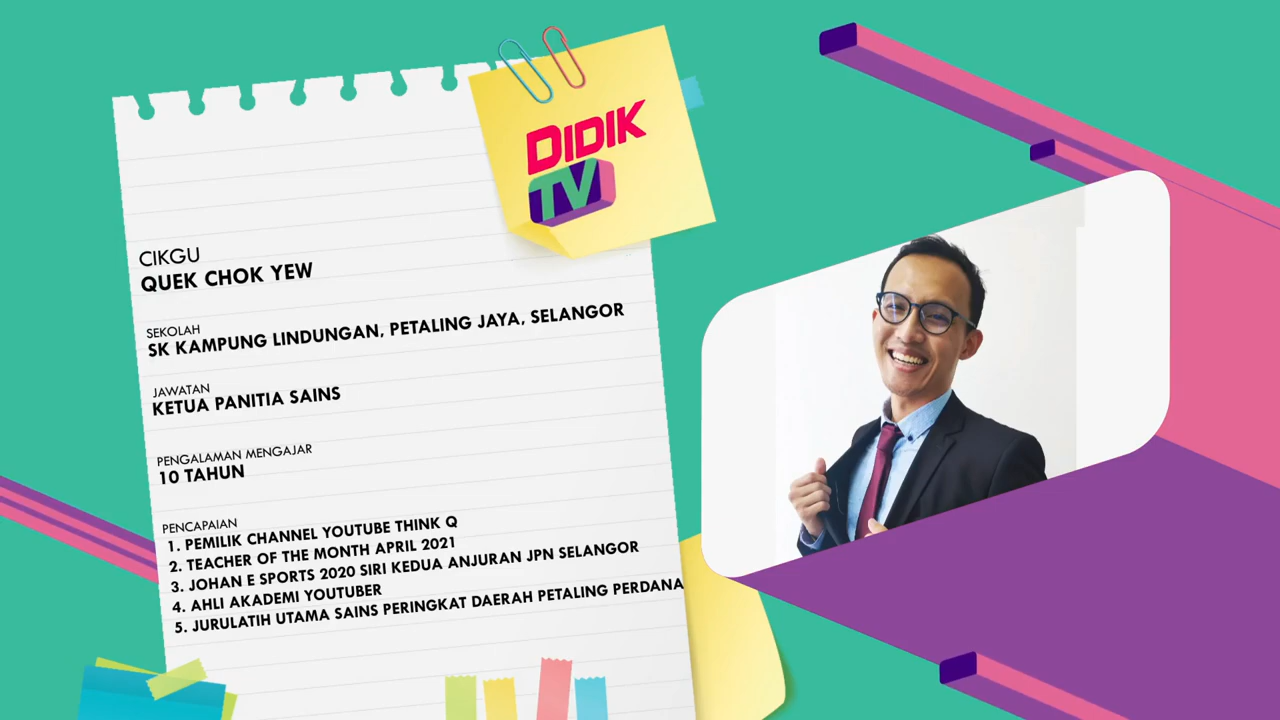 DIDIK
TV
CIKGU
QUEK CHOK YEW
SEKOLAH
SK KAMPUNG LINDUNGAN, PETALING JAYA, SELANGOR
JAWATAN
KETUA PANITIA SAINS
PENGALAMAN MENGAJAR
10 TAHUN
PENCAPAIAN
1. PEMILIK CHANNEL YOUTUBE THINK Q
2. TEACHER OF THE MONTH APRIL 2021
3. JOHAN E SPORTS 2020 SIRI KEDUA ANJURAN JPN SELANGOR
4. AHLI AKADEMI YOUTUBER
5. JURULATIH UTAMA SAINS PERINGKAT DAERAH PETALING PERDANA